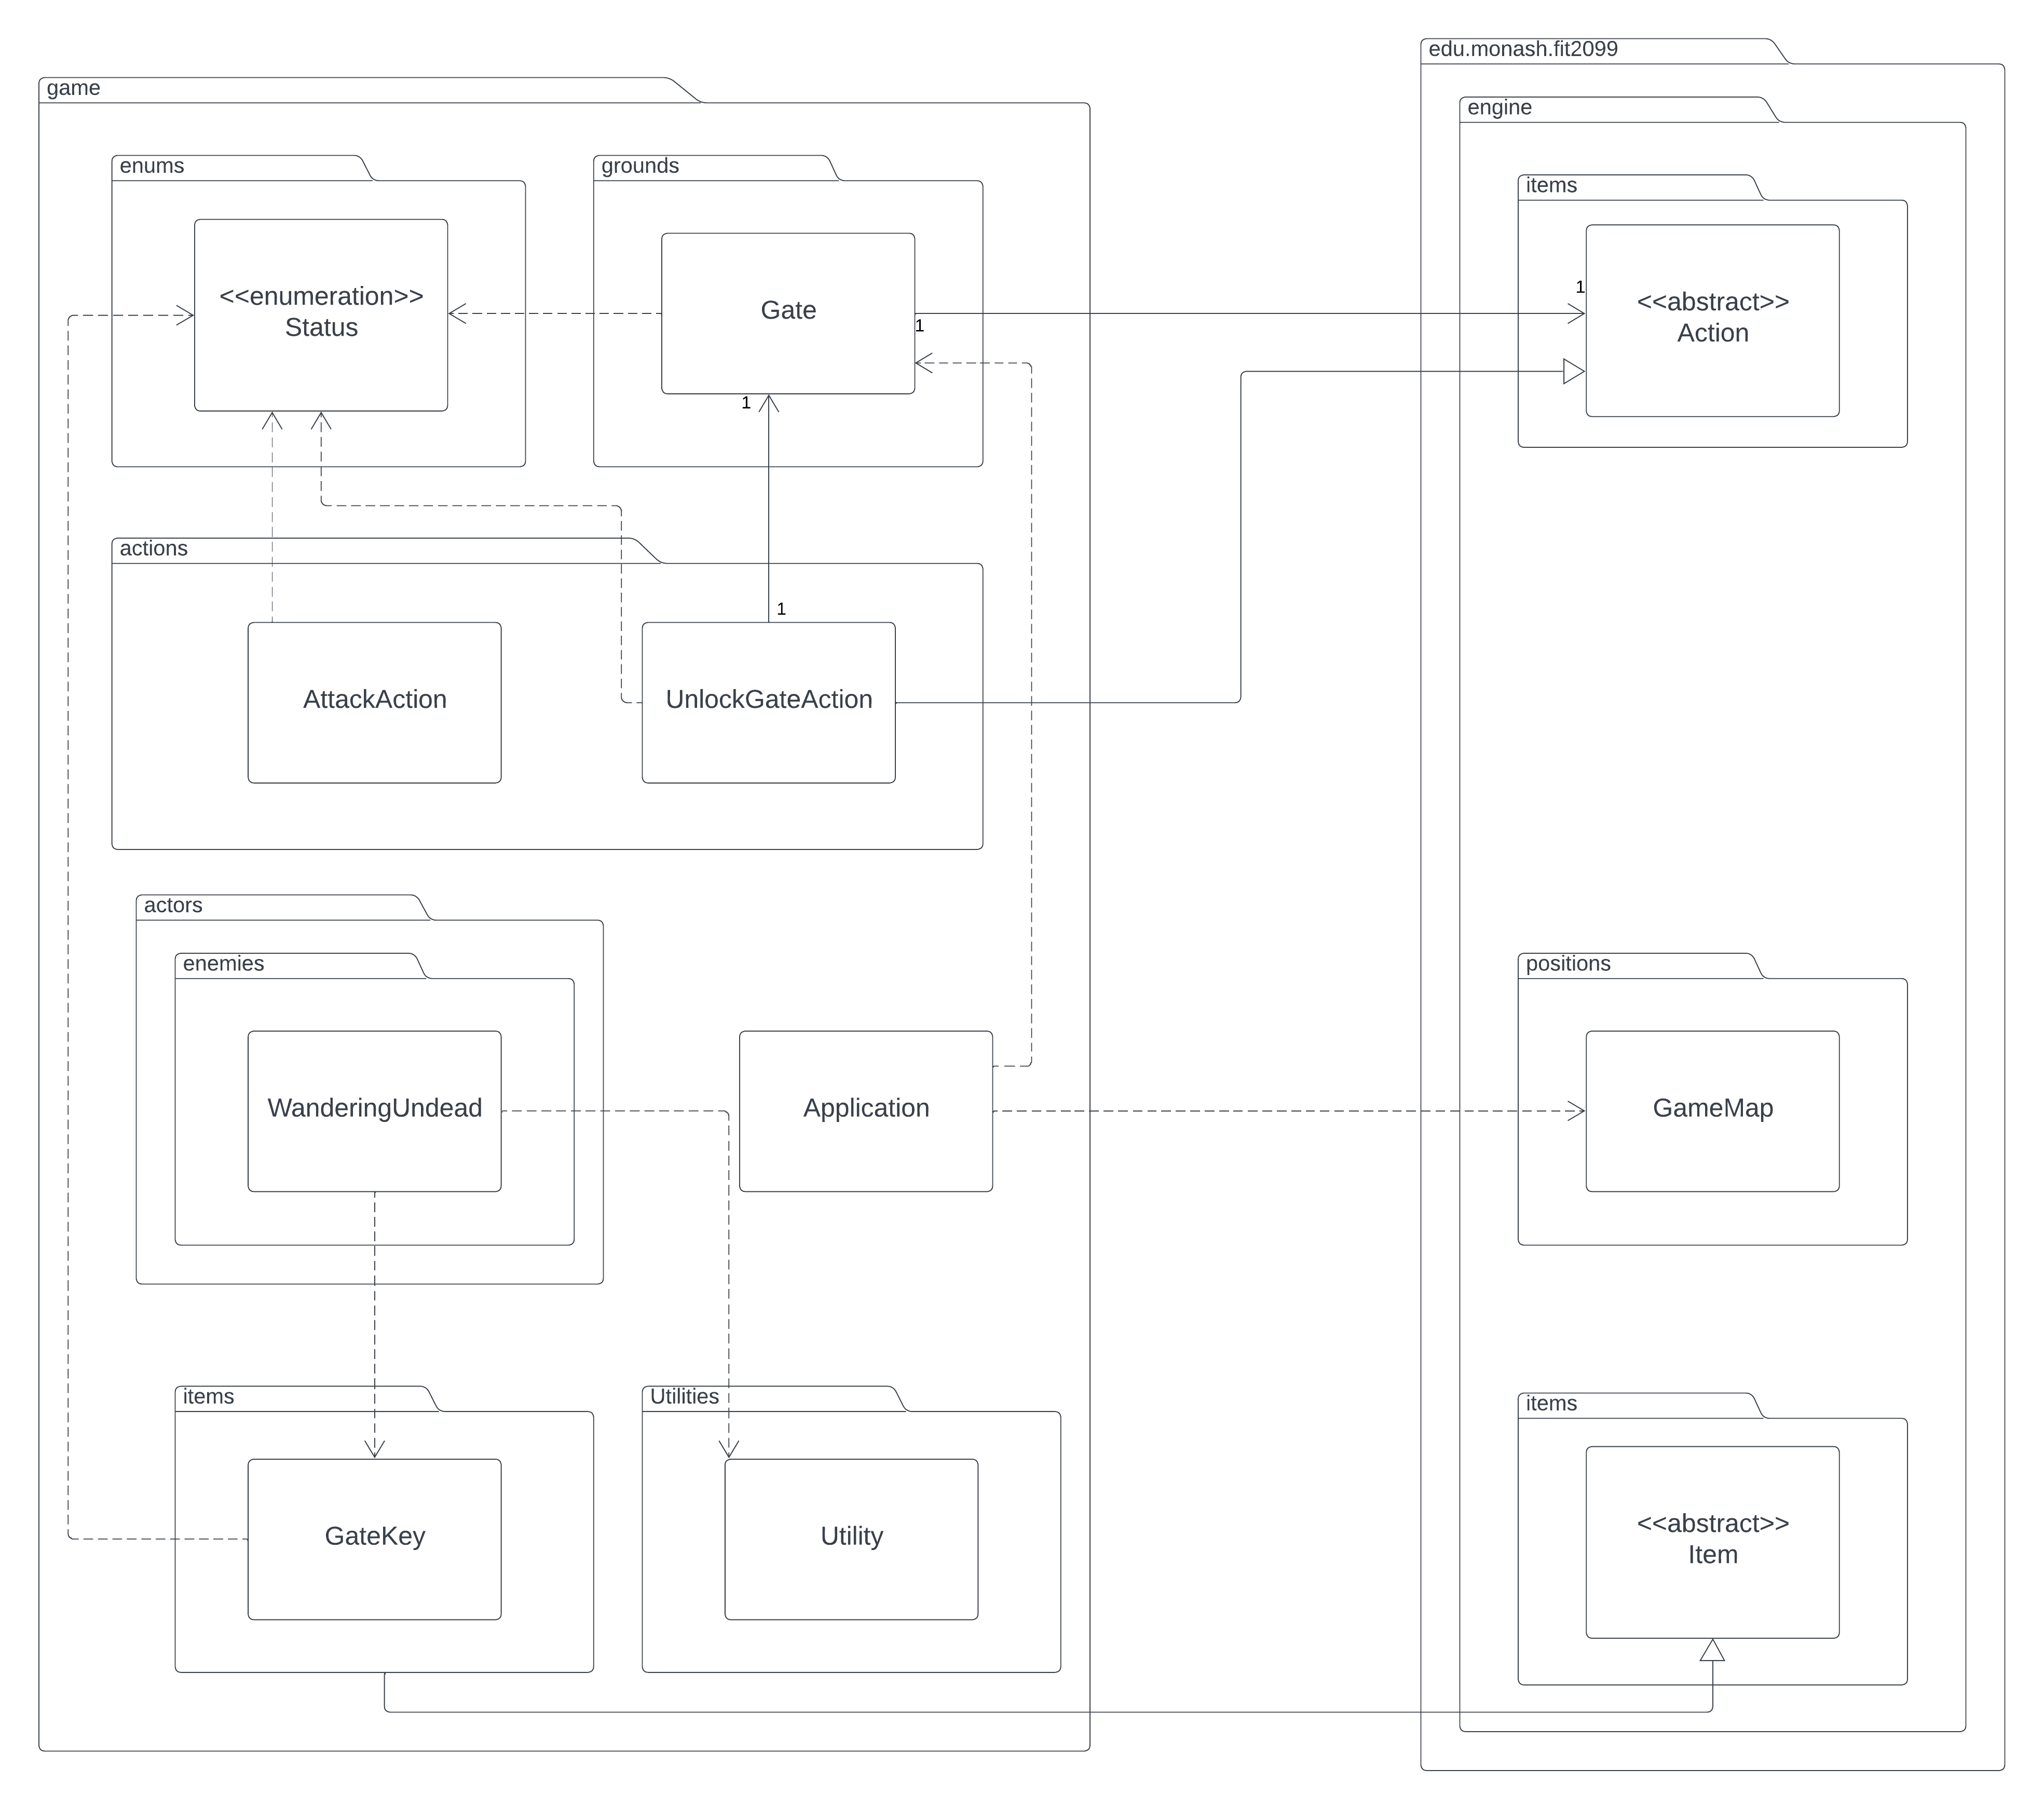 edu.monash.fit2099
game
engine
enums
grounds
items
<<enumeration>>
Status
Gate
1
1
<<abstract>>
Action
1
actions
1
AttackAction
UnlockGateAction
actors
enemies
positions
WanderingUndead
Application
GameMap
items
Utilities
items
GateKey
Utility
<<abstract>>
Item